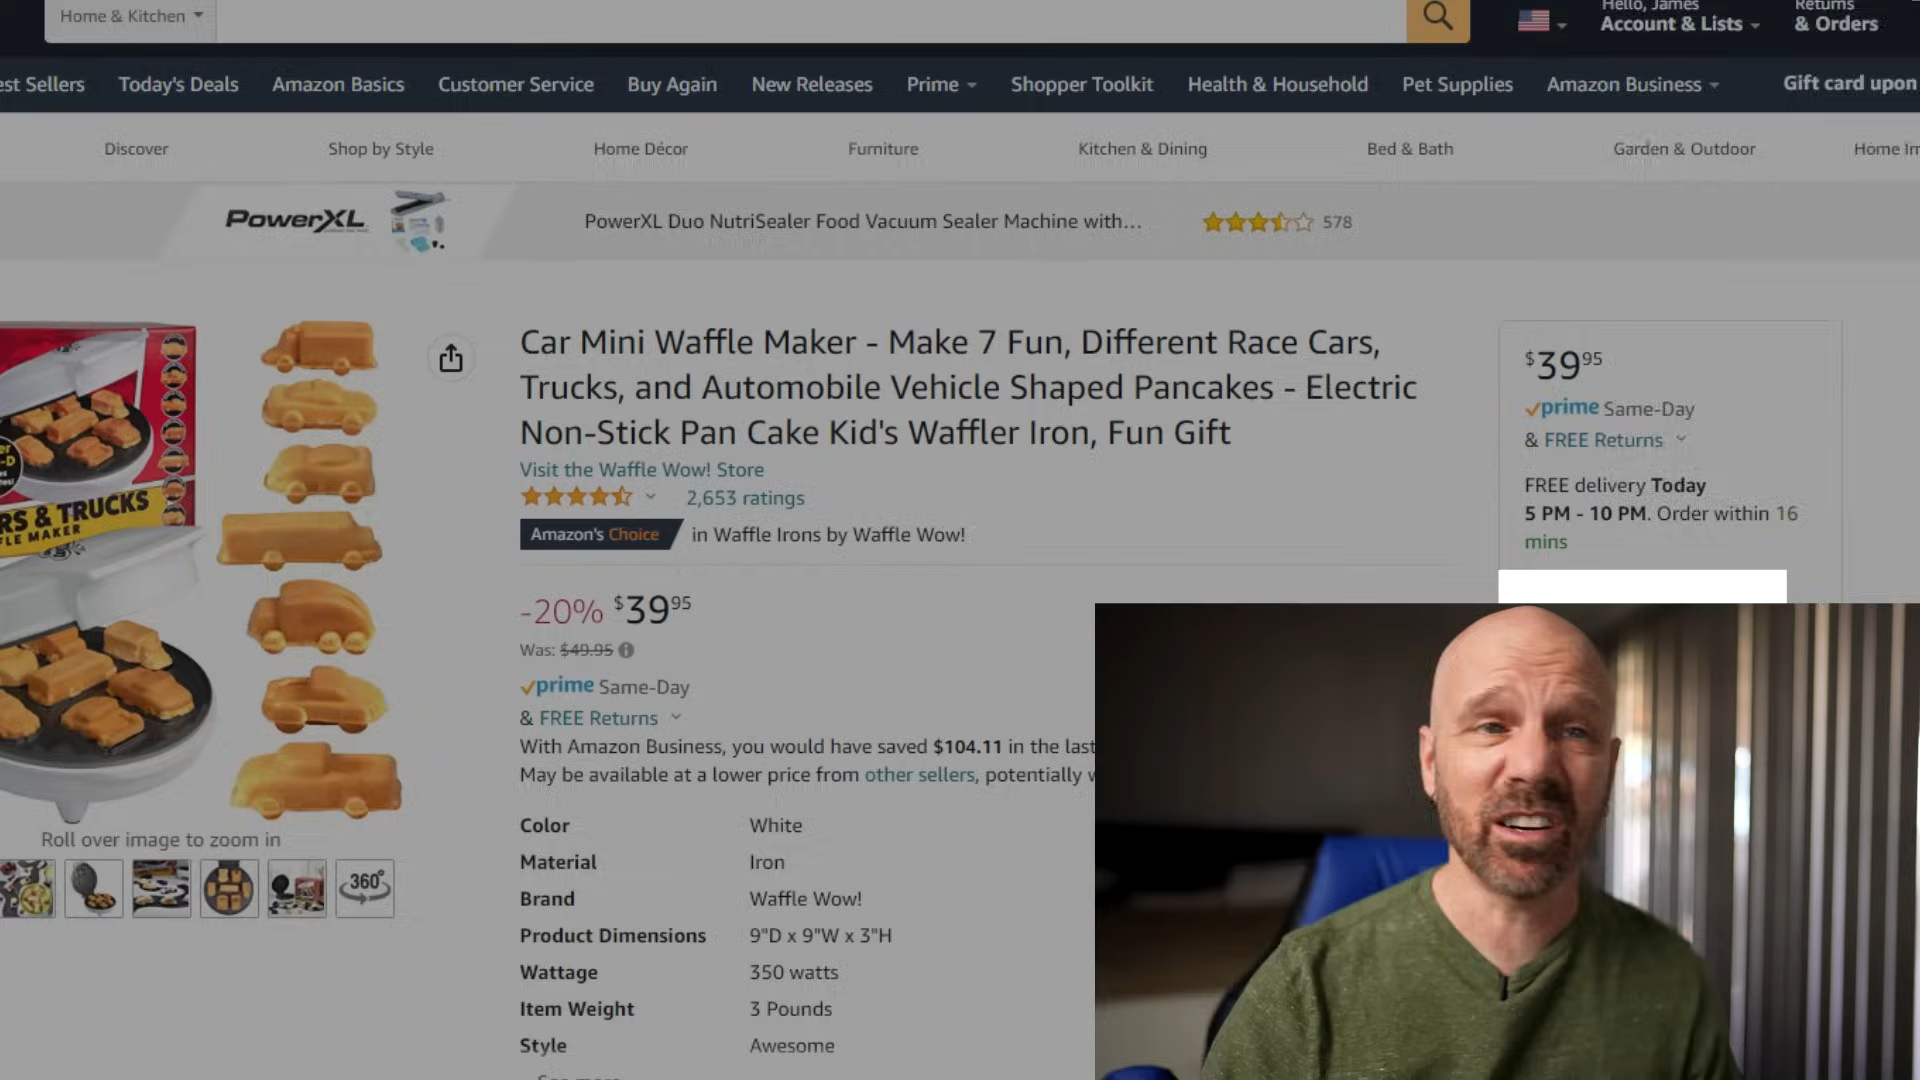 Home & Kitchen
Hello, James
Account & Lists
Returns
& Orders
est Sellers
Today's Deals
Amazon Basics
Customer Service
Buy Again
New Releases
Prime
Shopper Toolkit
Health & Household
Pet Supplies
Amazon Business
Gift card upon
Discover
Shop by Style
Home Décor
Furniture
Kitchen & Dining
Bed & Bath
Garden & Outdoor
Home Im
PowerXL
PowerXL Duo NutriSealer Food Vacuum Sealer Machine with...
578
Car Mini Waffle Maker - Make 7 Fun, Different Race Cars,
Trucks, and Automobile Vehicle Shaped Pancakes - Electric
Non-Stick Pan Cake Kid's Waffler Iron, Fun Gift
Visit the Waffle Wow! Store
2,653 ratings
Amazon's Choice in Waffle Irons by Waffle Wow!
-20% $39 95
Was: $49.95
prime Same-Day
& FREE Returns
With Amazon Business, you would have saved $104.11 in the last
May be available at a lower price from other sellers, potentially w
Color White
Material Iron
Brand Waffle Wow!
Product Dimensions 9"D x 9"W x 3"H
Wattage 350 watts
Item Weight 3 Pounds
Style Awesome
$39 95
prime Same-Day
& FREE Returns
FREE delivery Today
5 PM - 10 PM. Order within 16
mins
RS & TRUCKS
FLE MAKER
Roll over image to zoom in
360°